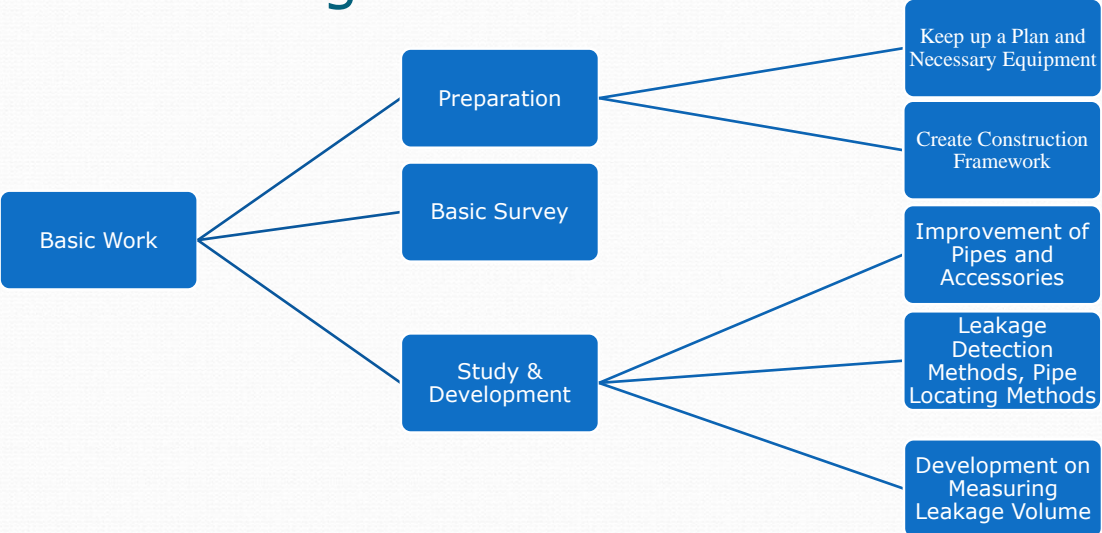 Basic Work
Preparation
Basic Survey
Study &
Development
Keep up a Plan and
Necessary Equipment
Create Construction
Framework
Improvement of
Pipes and
Accessories
Leakage
Detection
Methods, Pipe
Locating Methods
Development on
Measuring
Leakage Volume